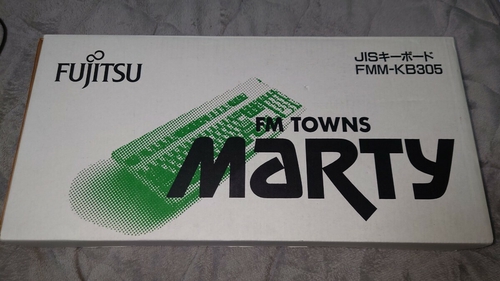 FUJITSU
JISキーボード
FMM-KB305
FM TOWNS
MARTY